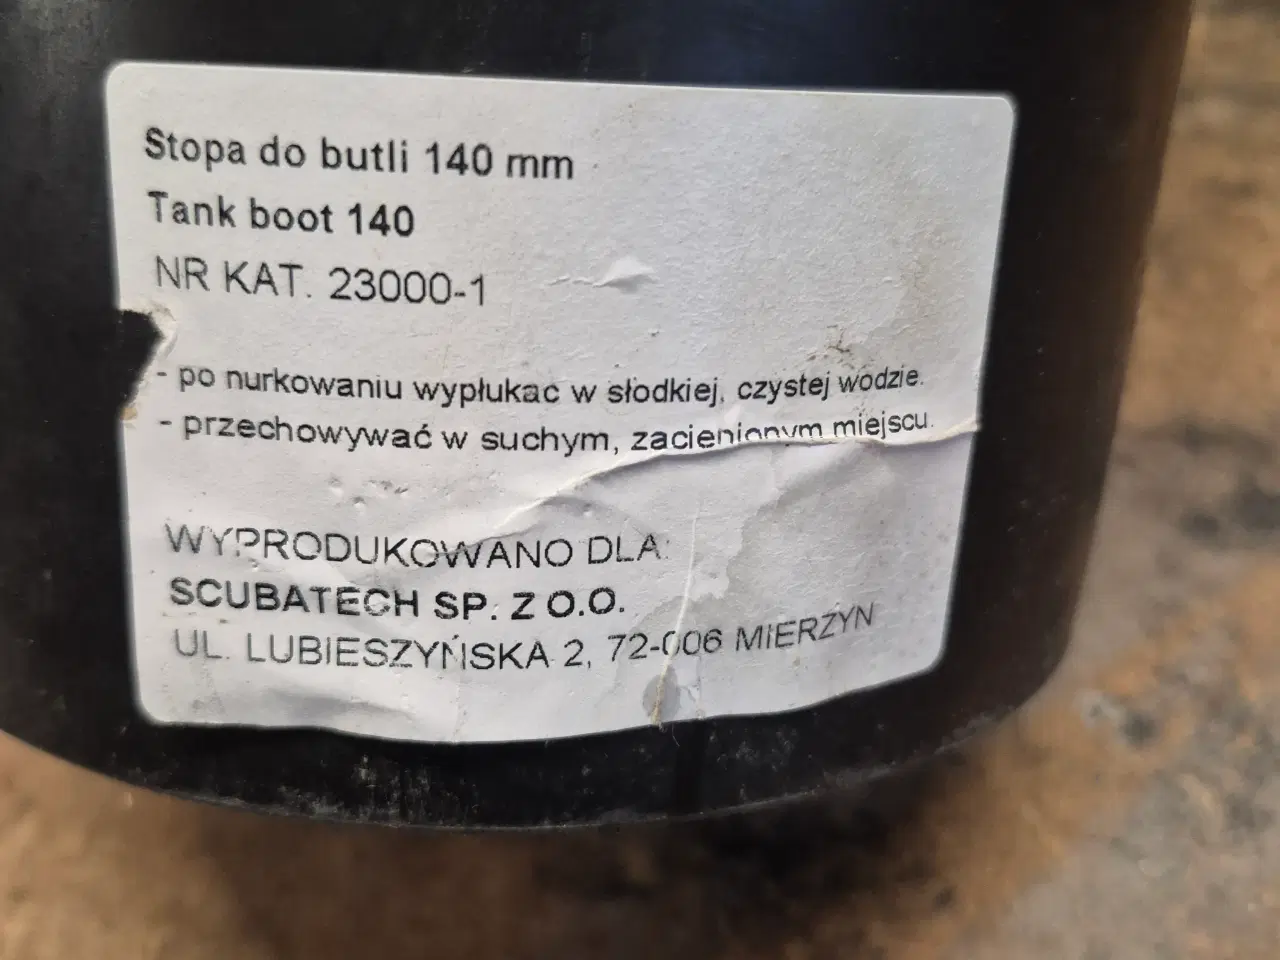 Stopa do butli 140 mm
Tank boot 140
NR KAT. 23000-1
- po nurkowaniu wypłukac w słodkiej, czystej wodzie.
- przechowywać w suchym, zacienionym miejscu.
WYPRODUKOWANO DLA:
SCUBATECH SP. Z O.O.
UL. LUBIESZYŃSKA 2, 72-006 MIERZYN